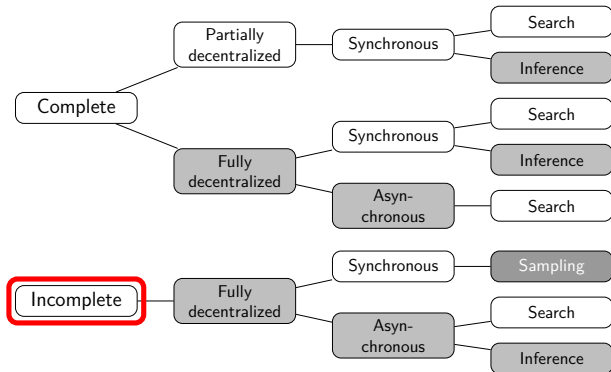 Partially
decentralized
Synchronous
Search
Inference
Complete
Fully
decentralized
Synchronous
Search
Inference
Asyn-
chronous
Search
Incomplete
Fully
decentralized
Synchronous
Sampling
Asyn-
chronous
Search
Inference